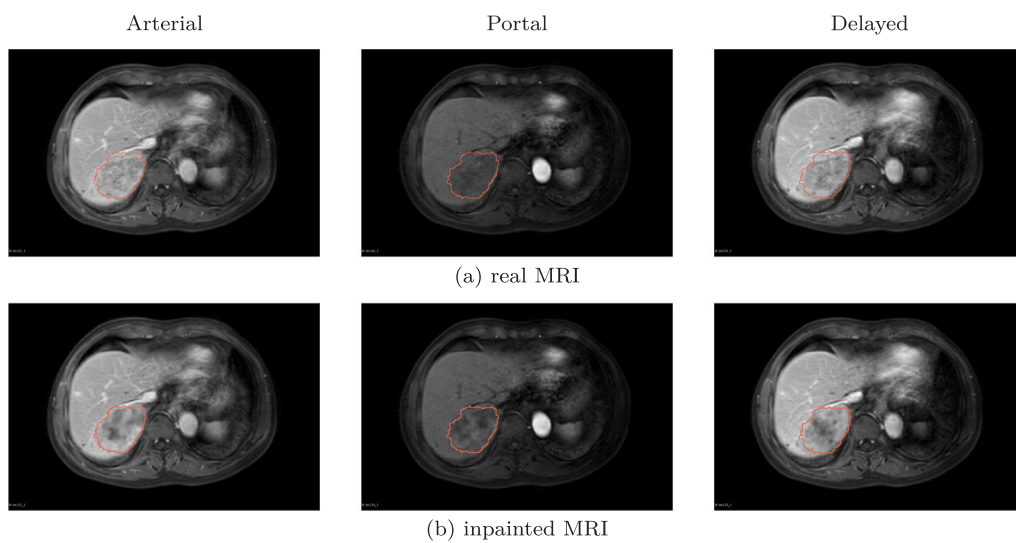 Arterial
Portal
Delayed
(a) real MRI
(b) inpainted MRI